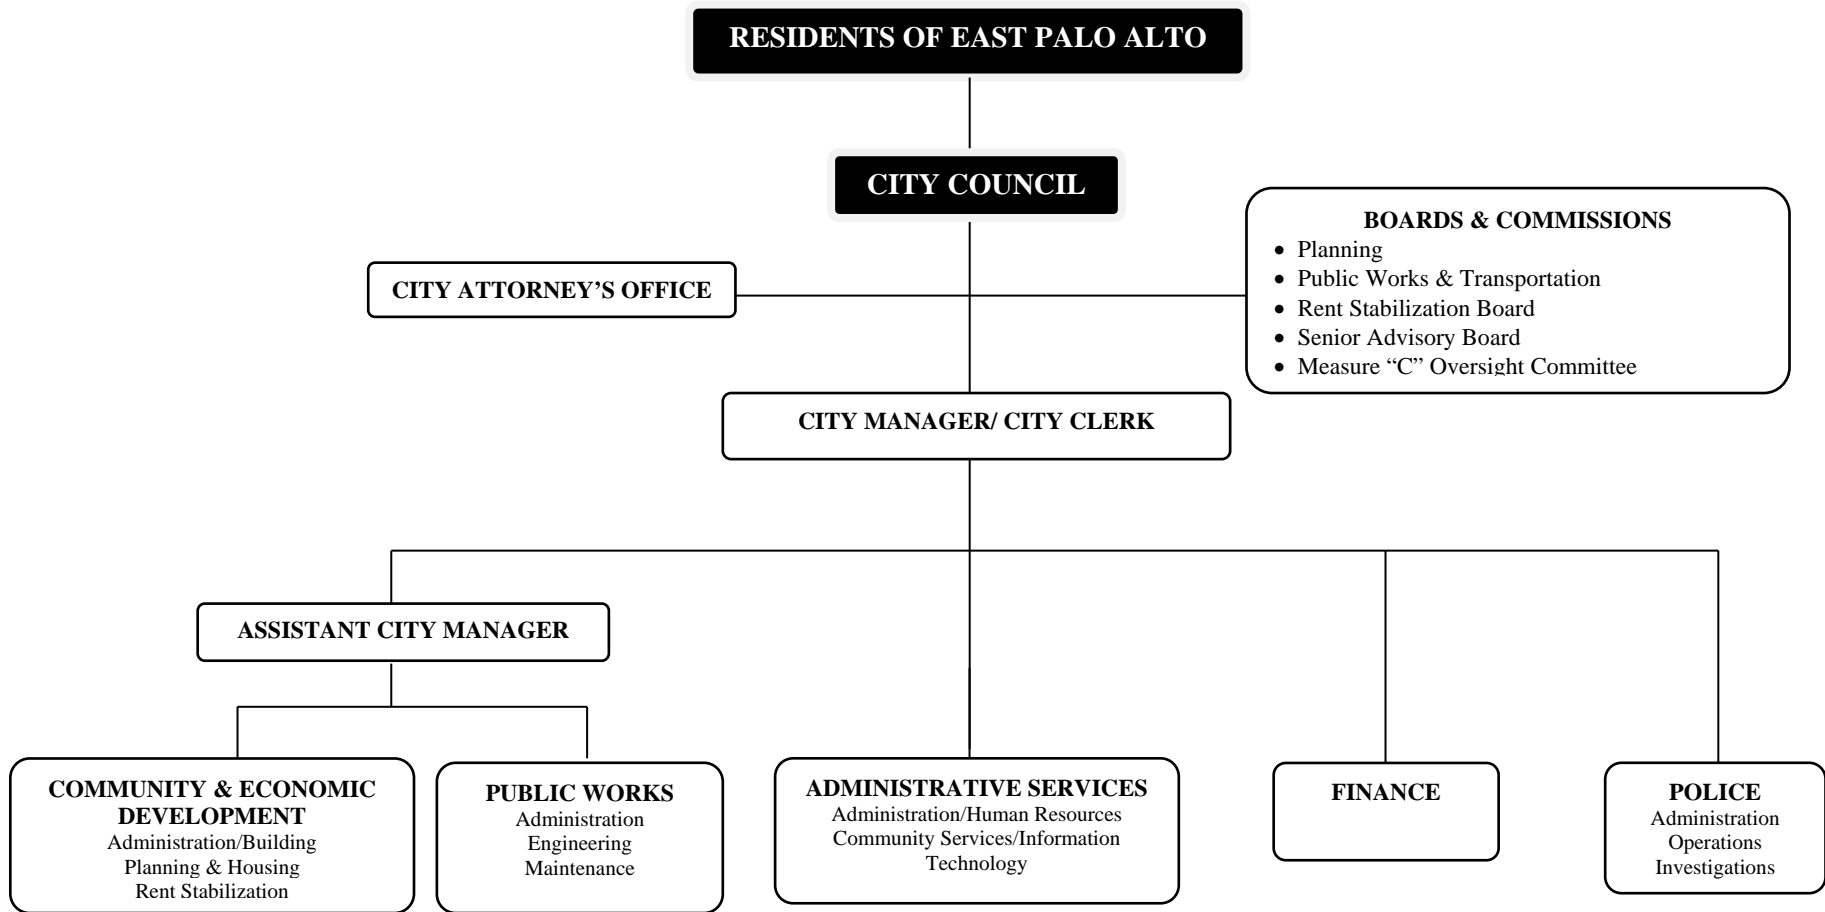 RESIDENTS OF EAST PALO ALTO
CITY COUNCIL
BOARDS & COMMISSIONS
• Planning
• Public Works & Transportation
• Rent Stabilization Board
• Senior Advisory Board
• Measure “C” Oversight Committee
CITY ATTORNEY’S OFFICE
CITY MANAGER/ CITY CLERK
ASSISTANT CITY MANAGER
COMMUNITY & ECONOMIC
DEVELOPMENT
Administration/Building
Planning & Housing
Rent Stabilization
PUBLIC WORKS
Administration
Engineering
Maintenance
ADMINISTRATIVE SERVICES
Administration/Human Resources
Community Services/Information
Technology
FINANCE
POLICE
Administration
Operations
Investigations